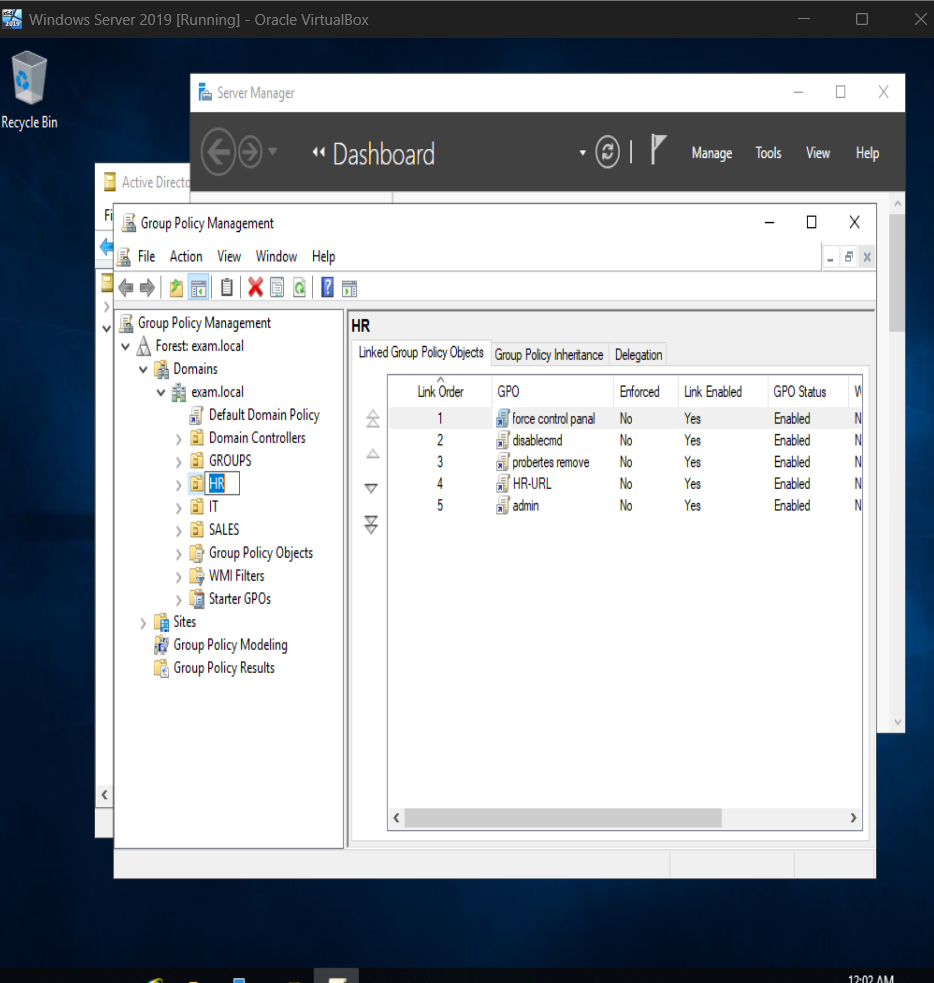 Windows Server 2019 [Running] - Oracle VirtualBox
Recycle Bin
Server Manager
Dashboard
Manage Tools View Help
Active Directo
Fi
Group Policy Management
File Action View Window Help
Group Policy Management
Forest: exam.local
Domains
exam.local
Default Domain Policy
Domain Controllers
GROUPS
HR
IT
SALES
Group Policy Objects
WMI Filters
Starter GPOs
Sites
Group Policy Modeling
Group Policy Results
HR
Linked Group Policy Objects Group Policy Inheritance Delegation
Link Order GPO Enforced Link Enabled GPO Status W
1 force control panal No Yes Enabled N
2 disablecmd No Yes Enabled N
3 probertes remove No Yes Enabled N
4 HR-URL No Yes Enabled N
5 admin No Yes Enabled N
12:02 AM